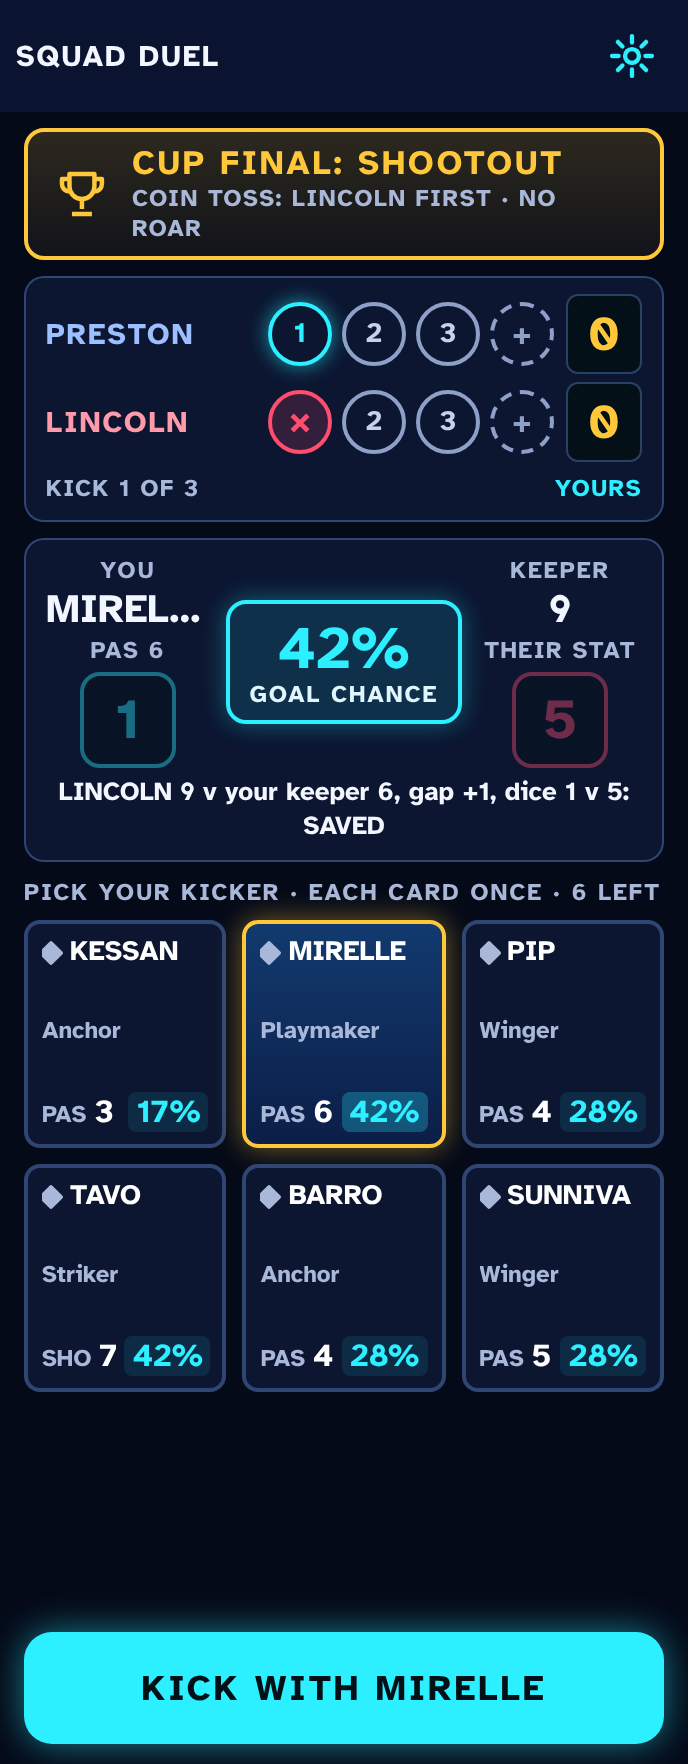 SQUAD DUEL
CUP FINAL: SHOOTOUT
COIN TOSS: LINCOLN FIRST · NO
ROAR
PRESTON 1 2 3 + 0
LINCOLN × 2 3 + 0
KICK 1 OF 3 YOURS
YOU
MIREL...
PAS 6
1
42%
GOAL CHANCE
KEEPER
9
THEIR STAT
5
LINCOLN 9 v your keeper 6, gap +1, dice 1 v 5:
SAVED
PICK YOUR KICKER · EACH CARD ONCE · 6 LEFT
KESSAN
Anchor
PAS 3 17%
MIRELLE
Playmaker
PAS 6 42%
PIP
Winger
PAS 4 28%
TAVO
Striker
SHO 7 42%
BARRO
Anchor
PAS 4 28%
SUNNIVA
Winger
PAS 5 28%
KICK WITH MIRELLE